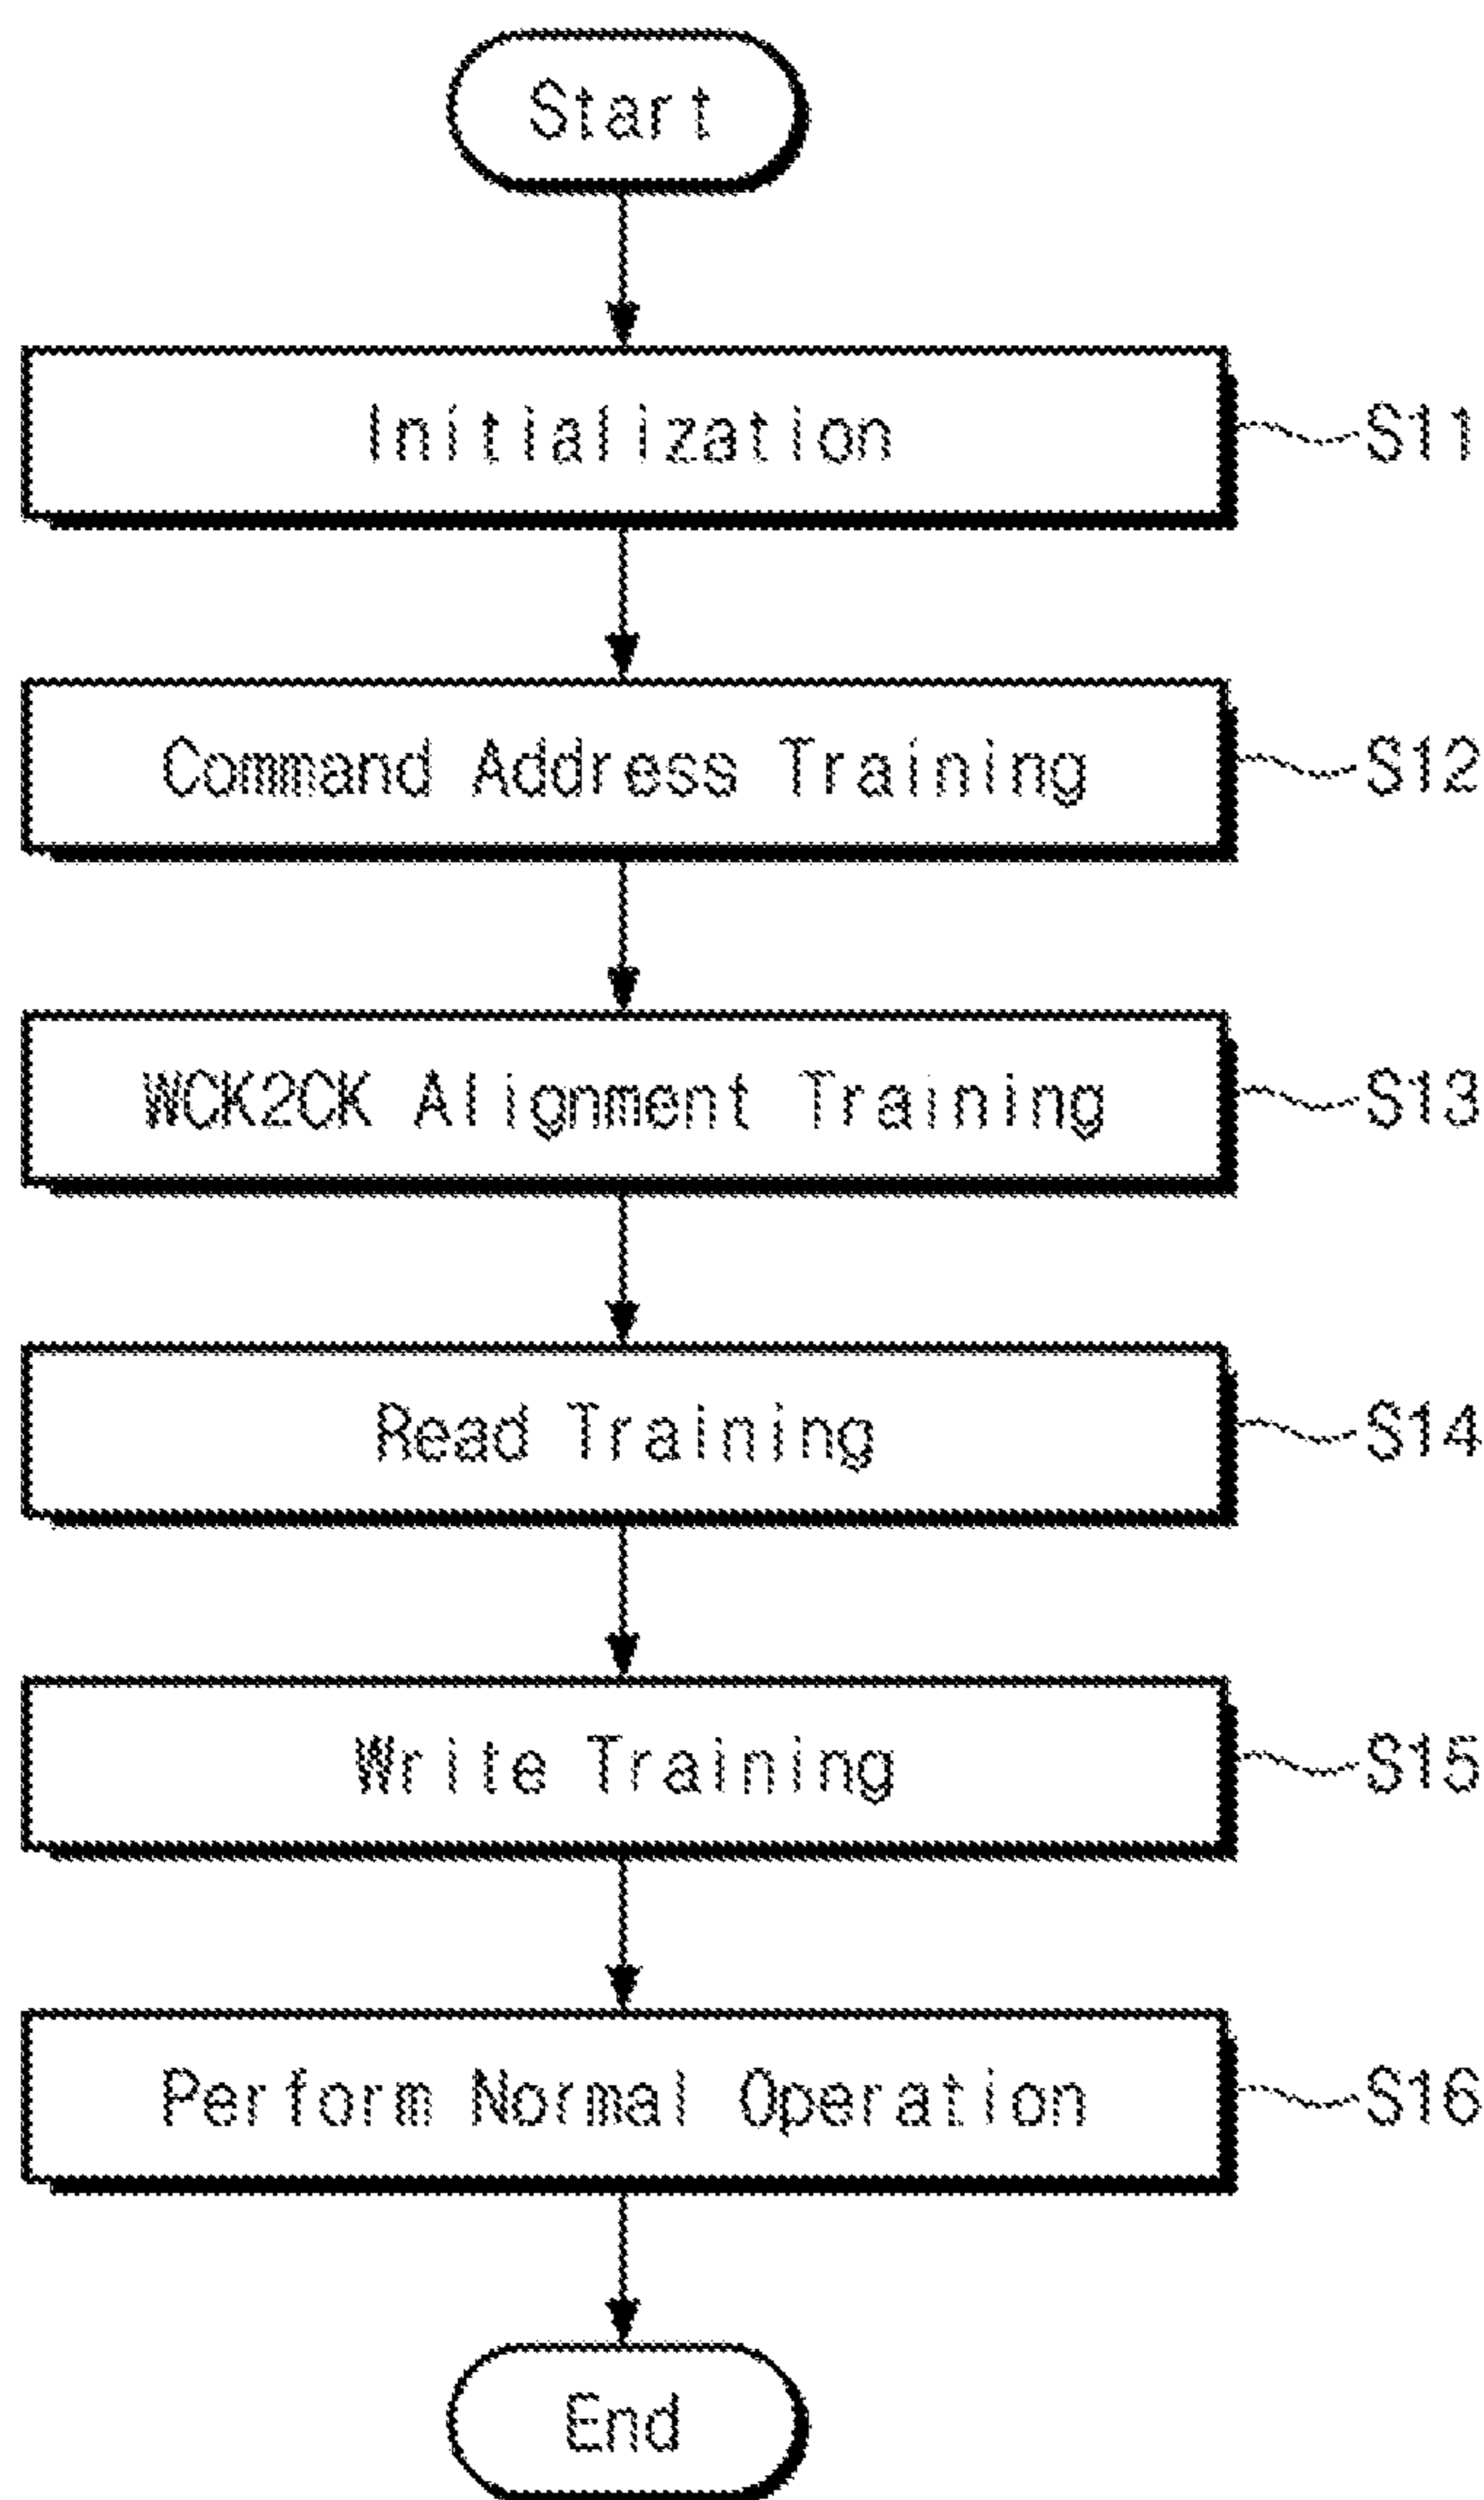 Start
Initialization S11
Command Address Training S12
WCK2CK Alignment Training S13
Read Training S14
Write Training S15
Perform Normal Operation S16
End